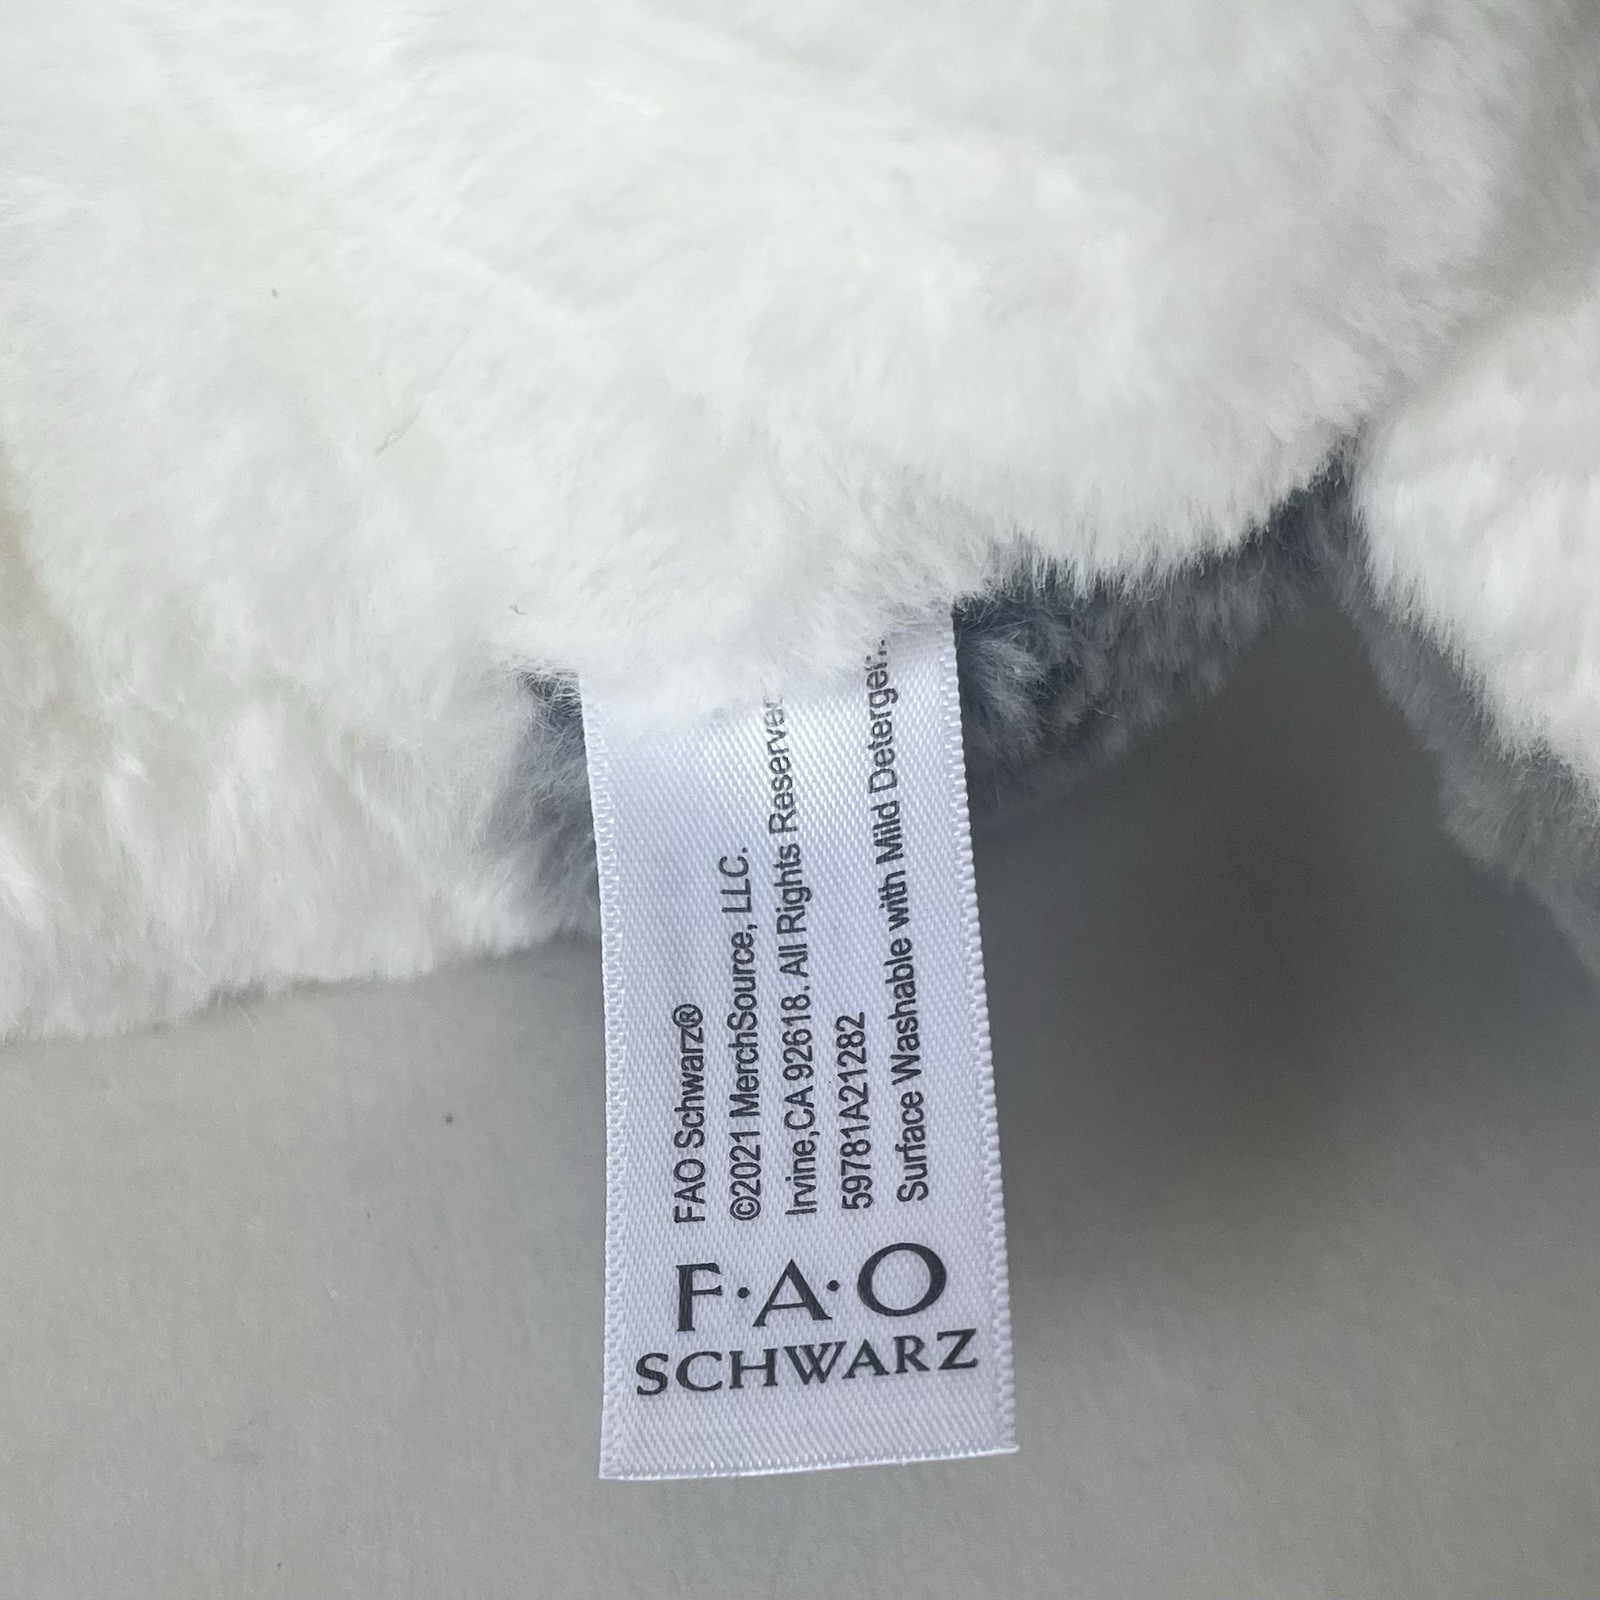 FAO Schwarz®
©2021 MerchSource, LLC.
Irvine,CA 92618. All Rights
59781A21282
Surface Washable with Mild
F·A·O
SCHWARZ